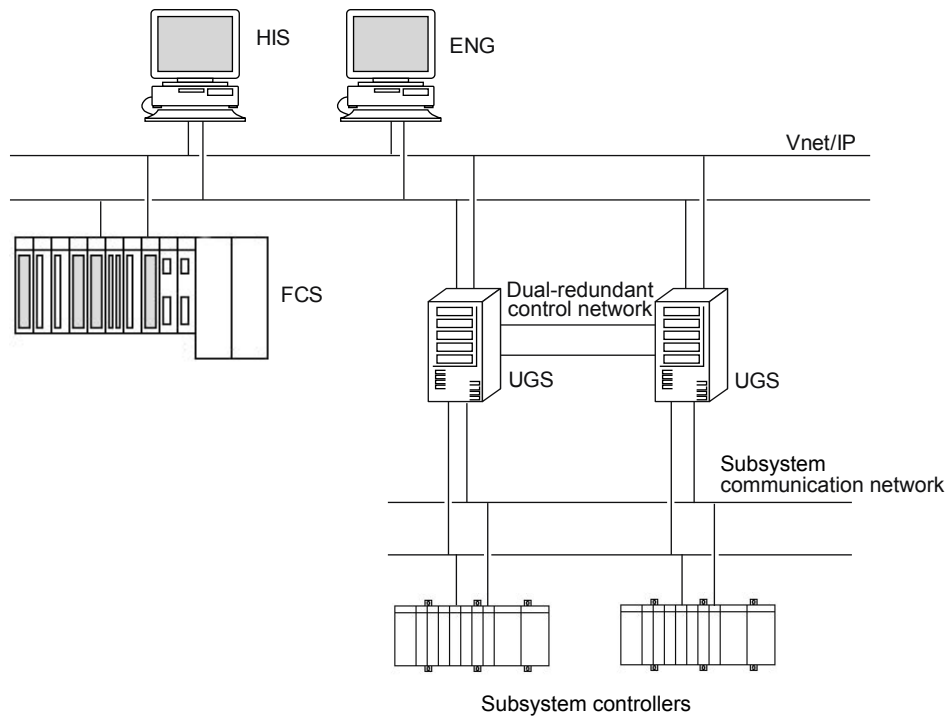 HIS
ENG
Vnet/IP
FCS
Dual-redundant
control network
UGS
UGS
Subsystem
communication network
Subsystem controllers